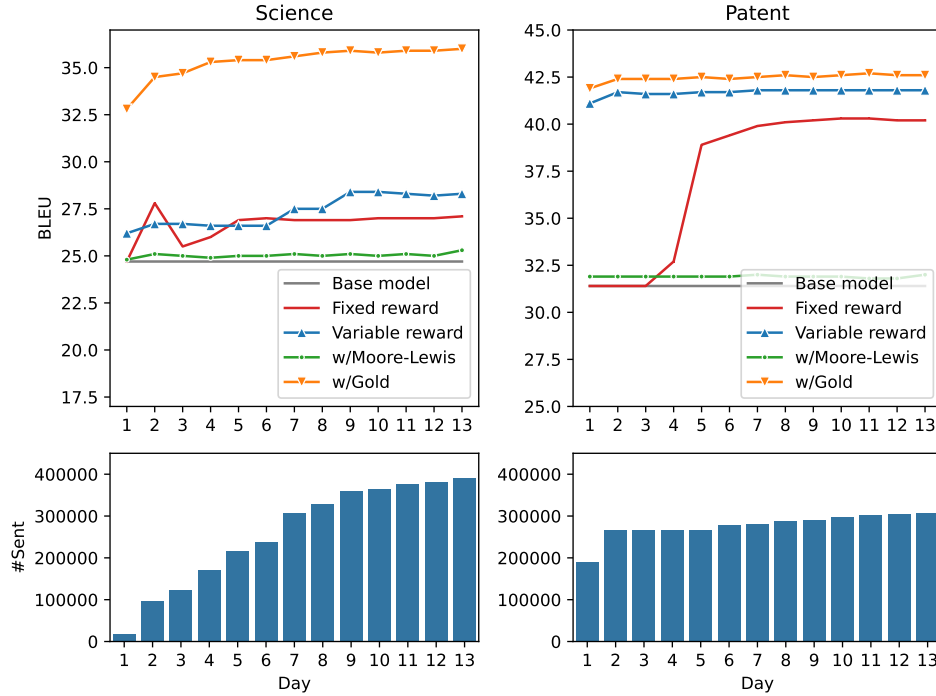 Science
BLEU
35.0
32.5
30.0
27.5
25.0
22.5
20.0
17.5
Base model
Fixed reward
Variable reward
w/Moore-Lewis
w/Gold
1 2 3 4 5 6 7 8 9 10 11 12 13
Patent
45.0
42.5
40.0
37.5
35.0
32.5
30.0
27.5
25.0
Base model
Fixed reward
Variable reward
w/Moore-Lewis
w/Gold
1 2 3 4 5 6 7 8 9 10 11 12 13
#Sent
400000
300000
200000
100000
0
1 2 3 4 5 6 7 8 9 10 11 12 13
Day
400000
300000
200000
100000
0
1 2 3 4 5 6 7 8 9 10 11 12 13
Day